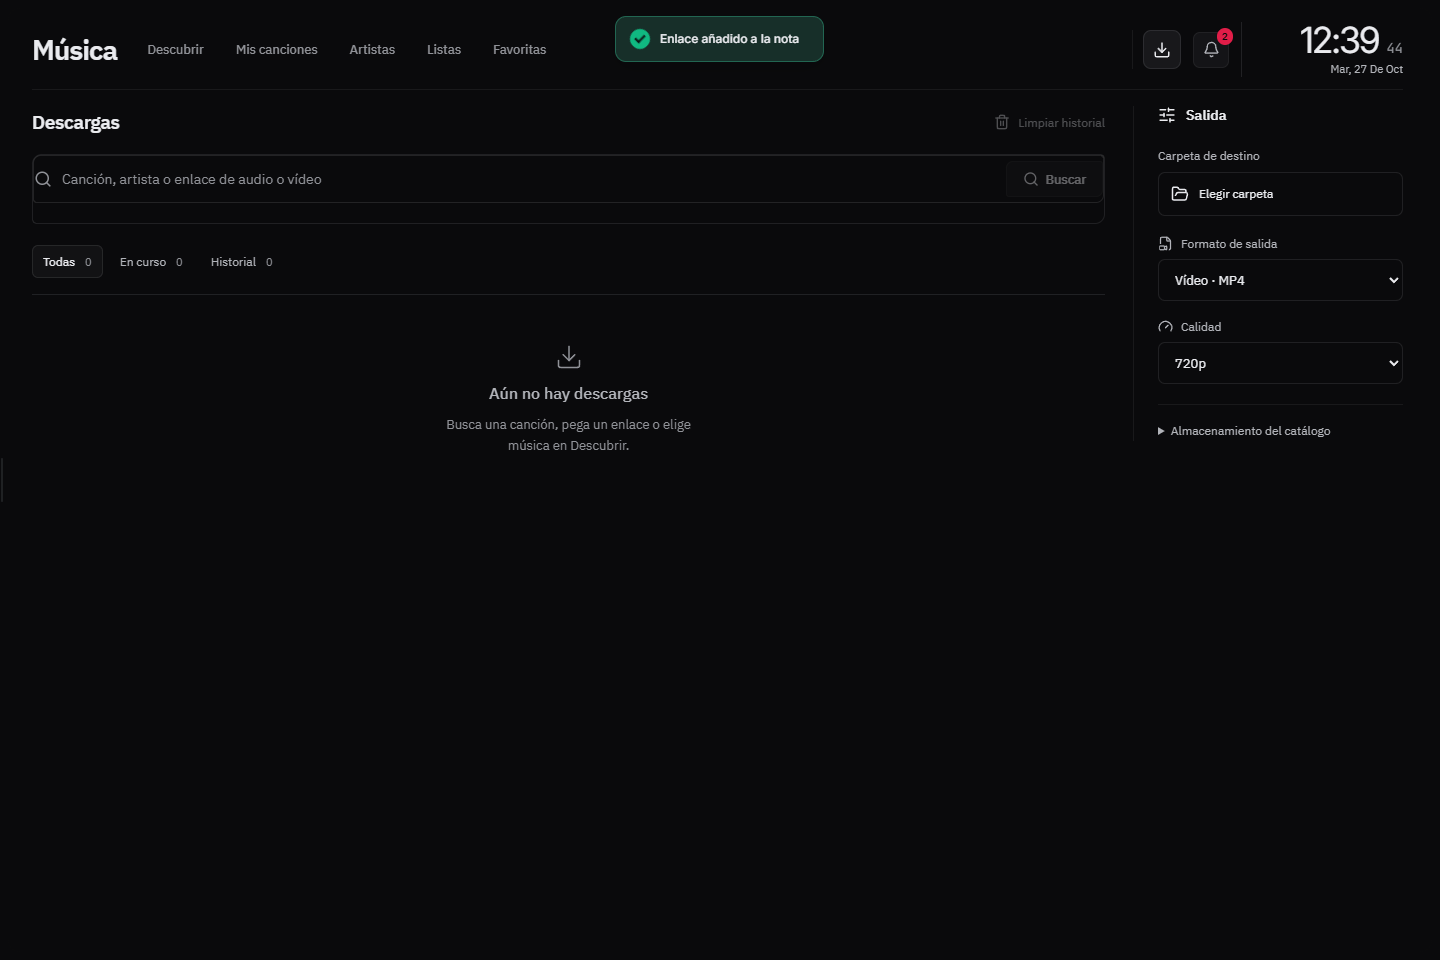 Música
Descubrir
Mis canciones
Artistas
Listas
Favoritas
Enlace añadido a la nota
2
12:39 44
Mar, 27 De Oct
Descargas
Limpiar historial
Canción, artista o enlace de audio o vídeo
Buscar
Todas 0
En curso 0
Historial 0
Aún no hay descargas
Busca una canción, pega un enlace o elige
música en Descubrir.
Salida
Carpeta de destino
Elegir carpeta
Formato de salida
Vídeo · MP4
Calidad
720p
Almacenamiento del catálogo